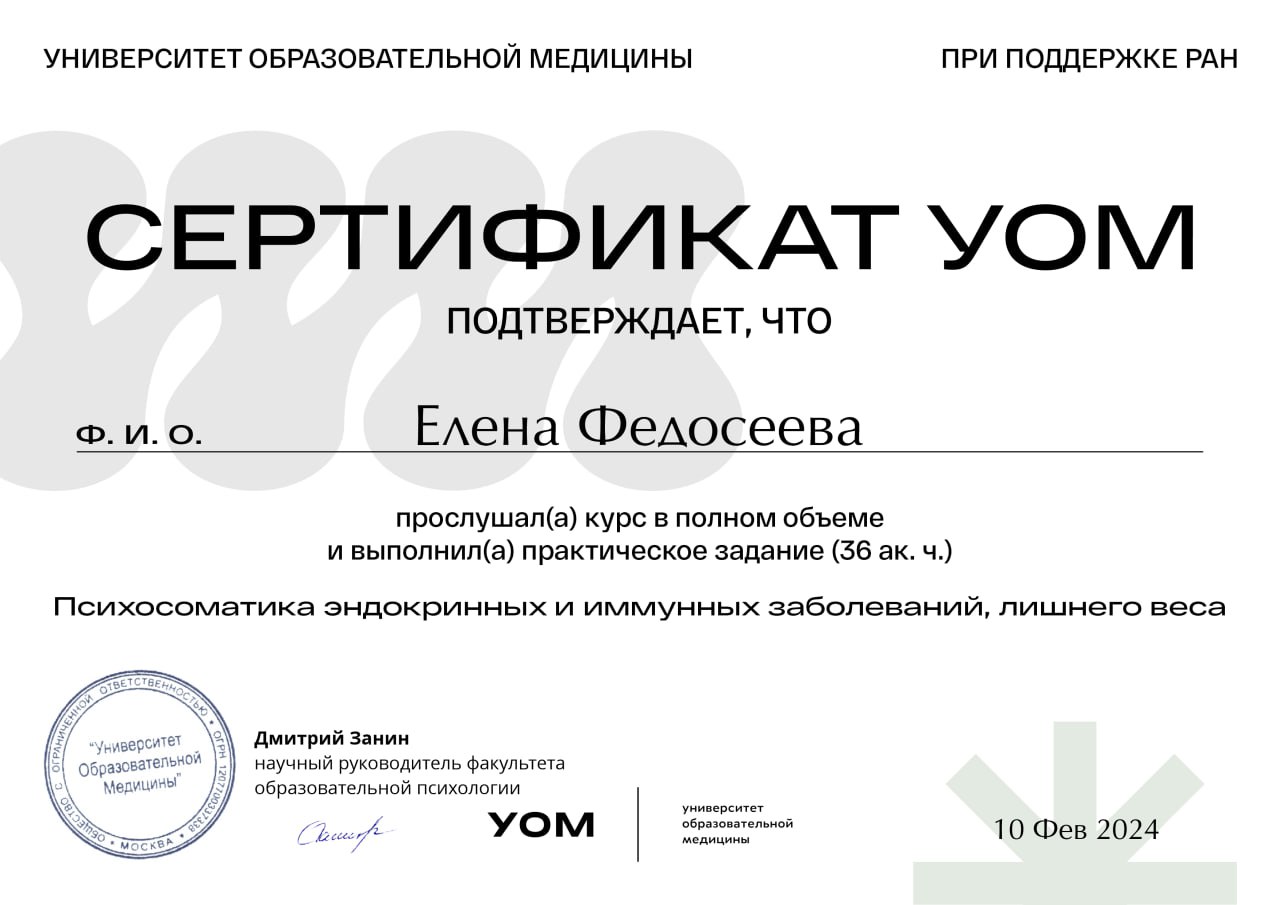 УНИВЕРСИТЕТ ОБРАЗОВАТЕЛЬНОЙ МЕДИЦИНЫ
ПРИ ПОДДЕРЖКЕ РАН
СЕРТИФИКАТ УОМ
ПОДТВЕРЖДАЕТ, ЧТО
Ф. И. О.
Елена Федосеева
прослушал(а) курс в полном объеме
и выполнил(а) практическое задание (36 ак. ч.)
Психосоматика эндокринных и иммунных заболеваний, лишнего веса
ОБЩЕСТВО С ОГРАНИЧЕННОЙ ОТВЕТСТВЕННОСТЬЮ * ОГРН 1207700337338 * МОСКВА *
"Университет
Образовательной
Медицины"
Дмитрий Занин
научный руководитель факультета
образовательной психологии
УОМ
университет
образовательной
медицины
10 Фев 2024